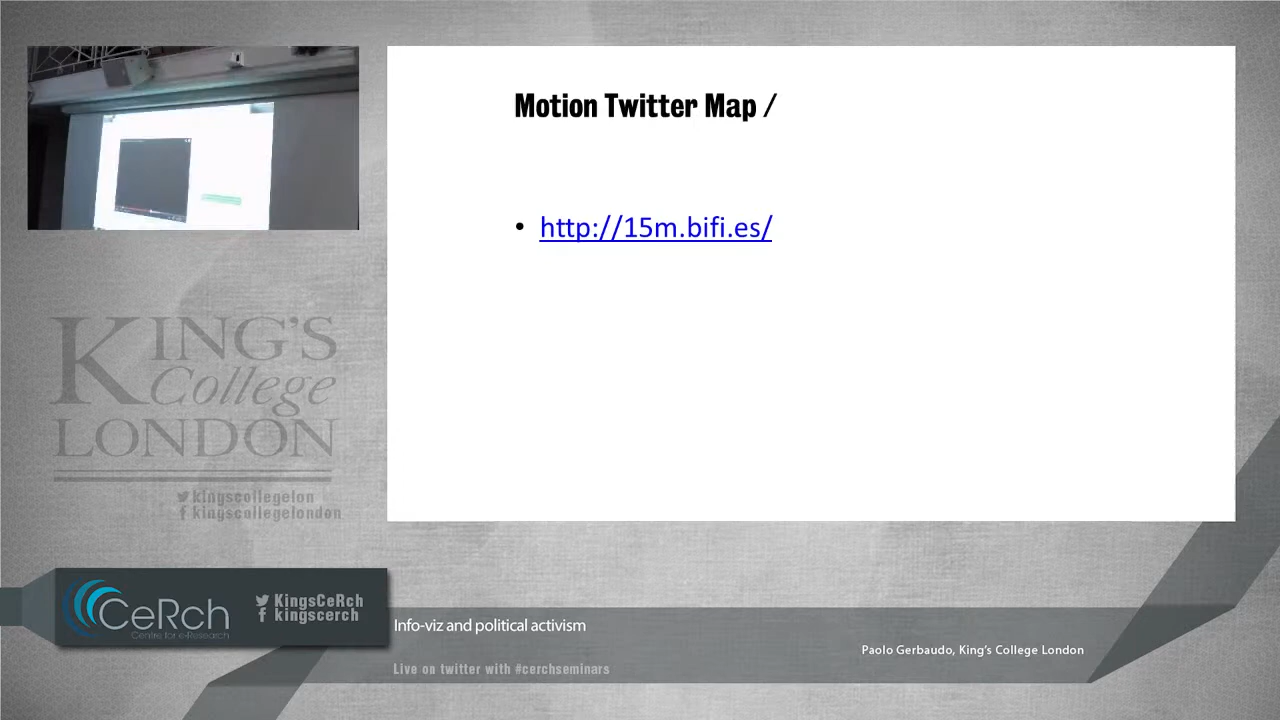 Motion Twitter Map /
• http://15m.bifi.es/
KING'S
College
LONDON
kingscollegelon
kingscollegelondon
CeRch
Centre for e-Research
KingsCeRch
kingscerch
Info-viz and political activism
Paolo Gerbaudo, King's College London
Live on twitter with #cerchseminars